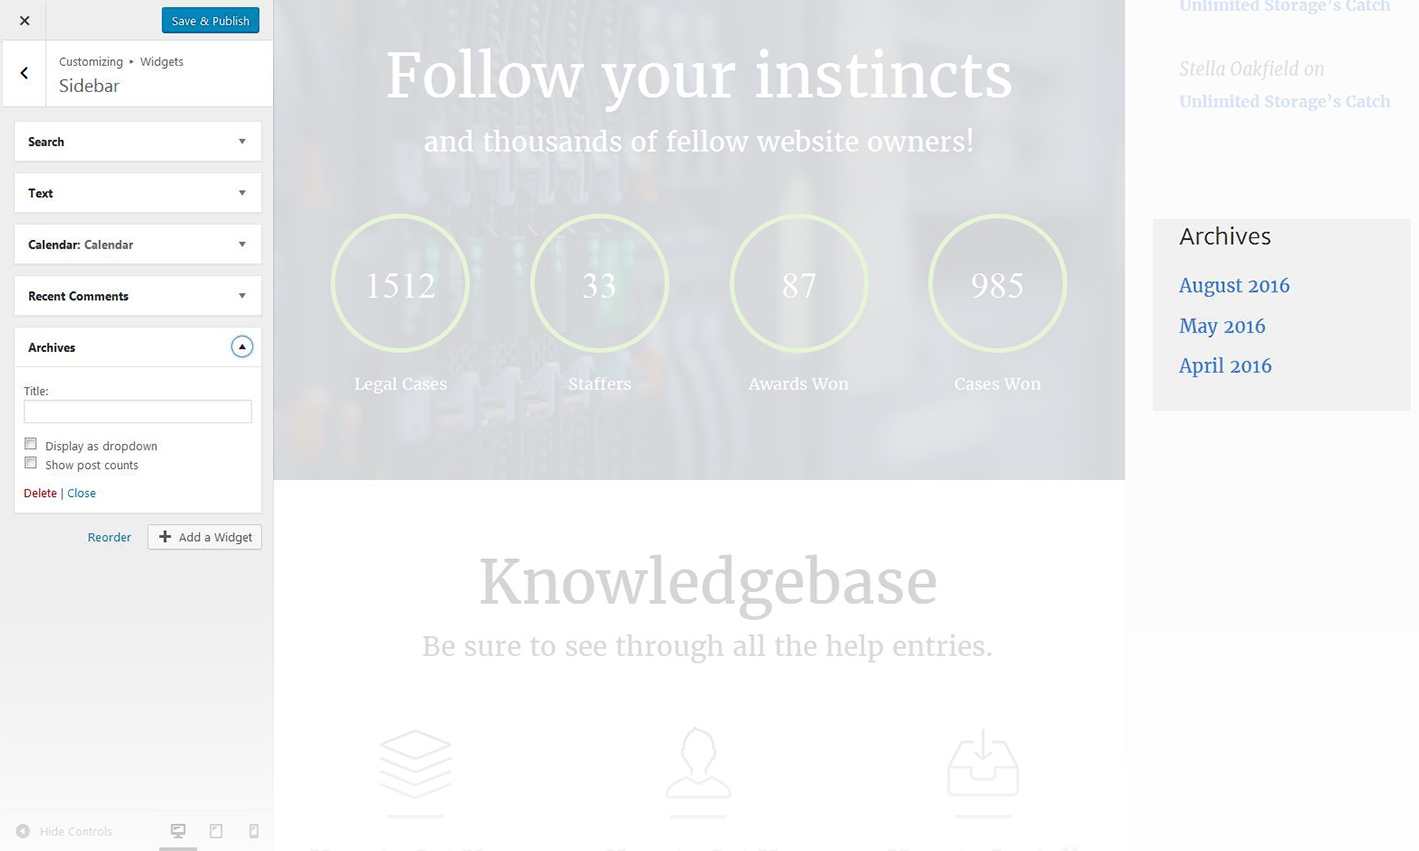 Save & Publish
Customizing ▸ Widgets
Sidebar
Search
Text
Calendar: Calendar
Recent Comments
Archives
Title:
Display as dropdown
Show post counts
Delete | Close
Reorder
Add a Widget
Hide Controls
Follow your instincts
and thousands of fellow website owners!
1512
33
87
985
Legal Cases
Staffers
Awards Won
Cases Won
Knowledgebase
Be sure to see through all the help entries.
Unlimited Storage's Catch
Stella Oakfield on
Unlimited Storage's Catch
Archives
August 2016
May 2016
April 2016